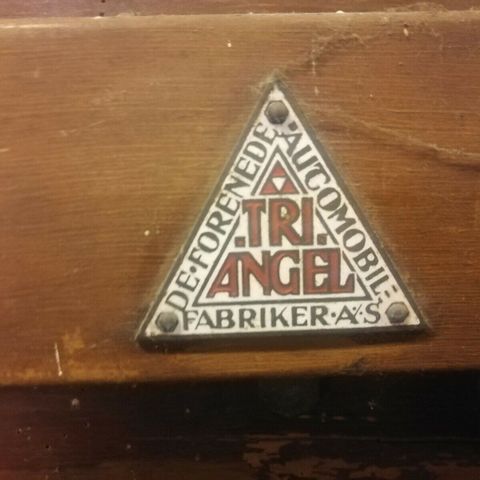 DE·FORENEDE
AUTOMOBIL
FABRIKER·A/S
.TRI.
ANGEL